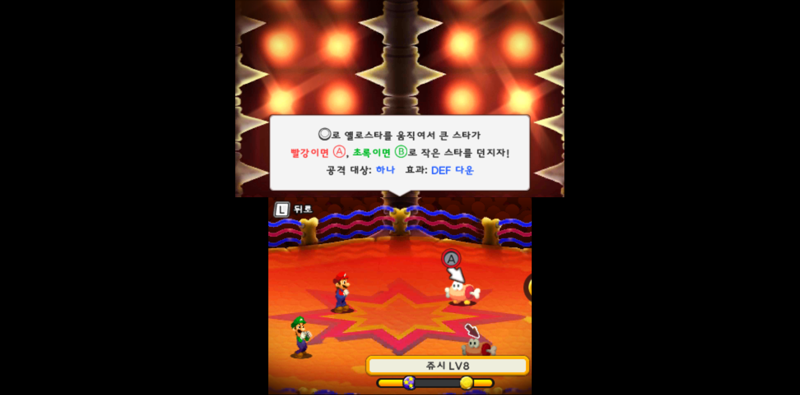 로 옐로스타를 움직여서 큰 스타가
빨강이면 Ⓐ, 초록이면 Ⓑ로 작은 스타를 던지자!
공격 대상: 하나 효과: DEF 다운
L 뒤로
A
쥬시 LV8